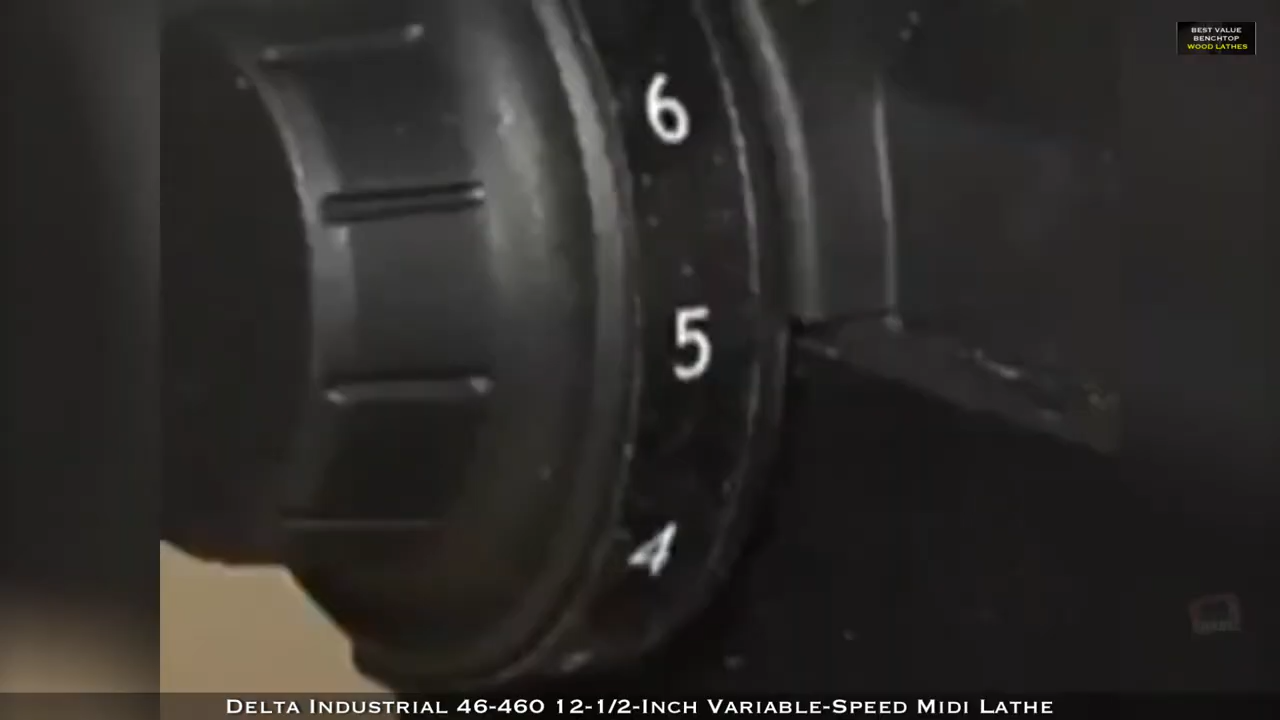 BEST VALUE
BENCHTOP
WOOD LATHES
6
5
4
DELTA INDUSTRIAL 46-460 12-1/2-INCH VARIABLE-SPEED MIDI LATHE